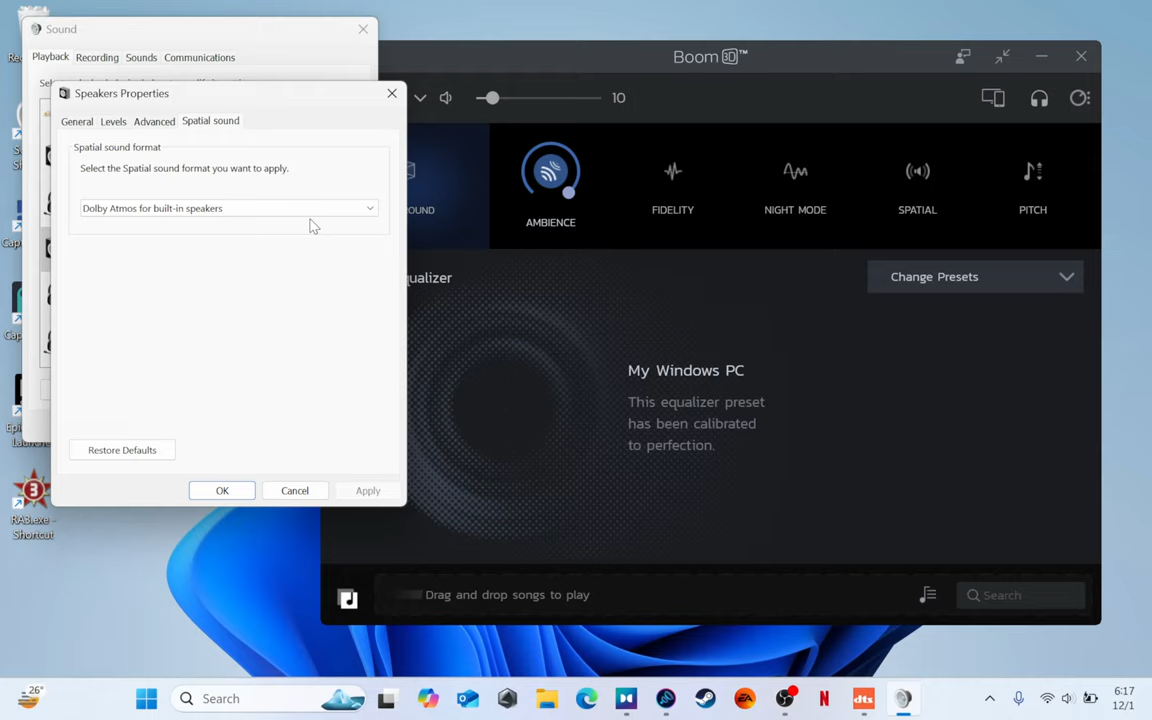 Sound
Playback Recording Sounds Communications
Speakers Properties
General Levels Advanced Spatial sound
Spatial sound format
Select the Spatial sound format you want to apply.
Dolby Atmos for built-in speakers
Restore Defaults
OK Cancel Apply
Boom 3D™
10
OUND
AMBIENCE
FIDELITY
NIGHT MODE
SPATIAL
PITCH
qualizer
Change Presets
My Windows PC
This equalizer preset
has been calibrated
to perfection.
Drag and drop songs to play
Search
RA3.exe -
Shortcut
26°
Search
dts
6:17
12/1